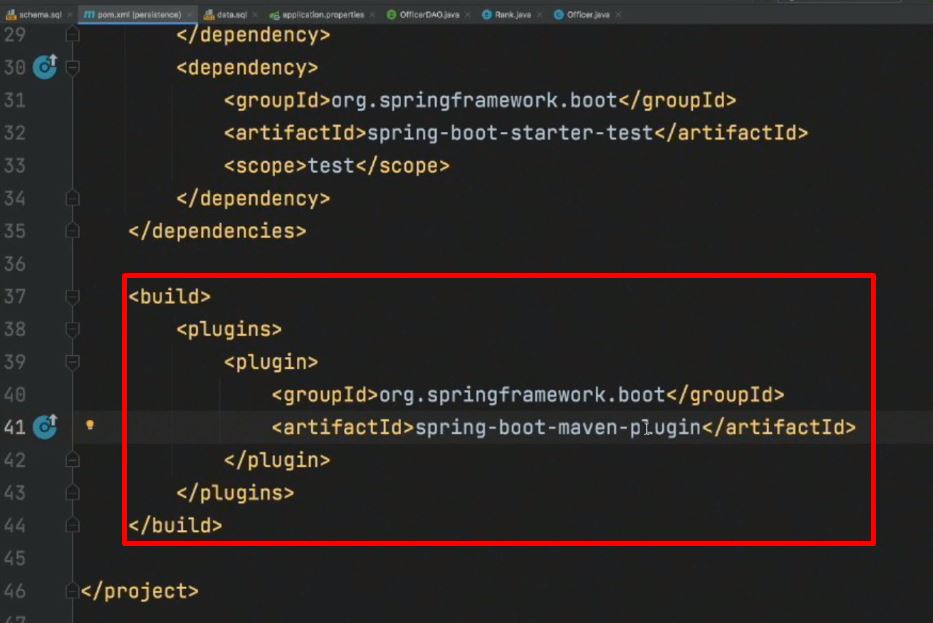 schema.sql pom.xml (persistence) data.sql application.properties OfficerDAO.java Rank.java Officer.java
29 </dependency>
30 <dependency>
31 <groupId>org.springframework.boot</groupId>
32 <artifactId>spring-boot-starter-test</artifactId>
33 <scope>test</scope>
34 </dependency>
35 </dependencies>
36
37 <build>
38 <plugins>
39 <plugin>
40 <groupId>org.springframework.boot</groupId>
41 <artifactId>spring-boot-maven-plugin</artifactId>
42 </plugin>
43 </plugins>
44 </build>
45
46 </project>
47